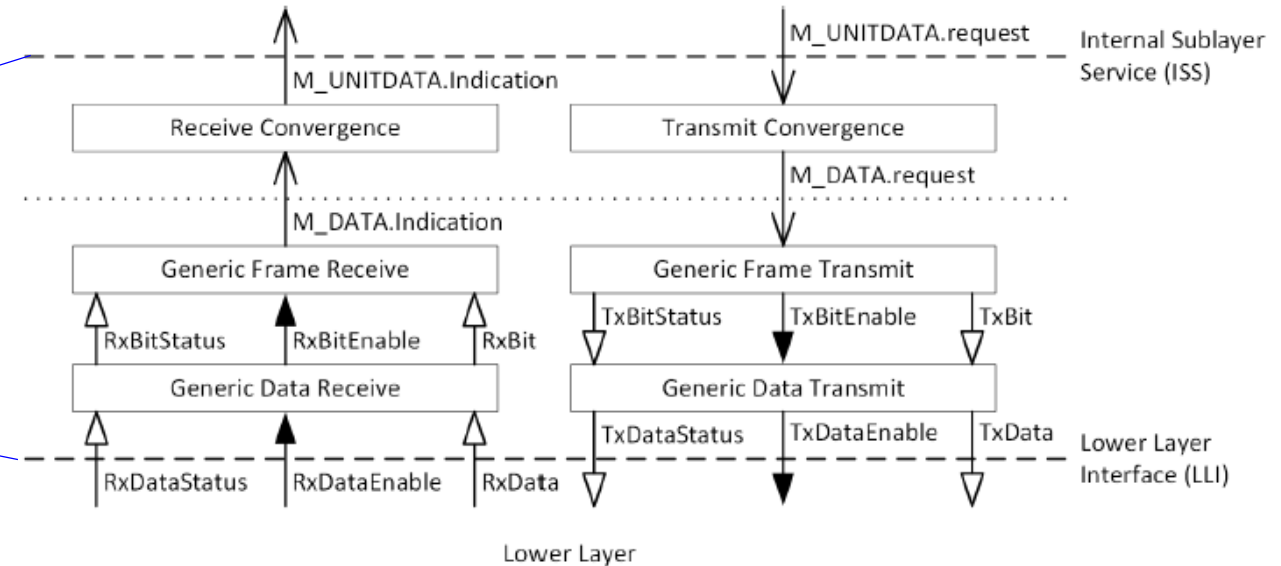 M_UNITDATA.request
Internal Sublayer
Service (ISS)
M_UNITDATA.Indication
Receive Convergence
Transmit Convergence
M_DATA.request
M_DATA.Indication
Generic Frame Receive
Generic Frame Transmit
TxBitStatus
TxBitEnable
TxBit
RxBitStatus
RxBitEnable
RxBit
Generic Data Receive
Generic Data Transmit
TxDataStatus
TxDataEnable
TxData
Lower Layer
Interface (LLI)
RxDataStatus
RxDataEnable
RxData
Lower Layer